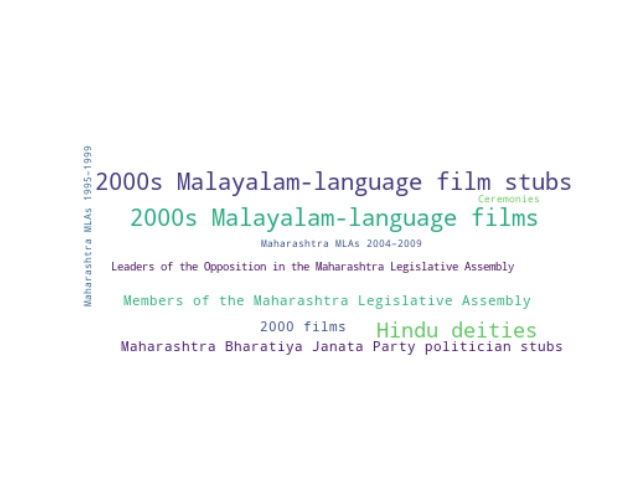 Maharashtra MLAs 1995-1999
2000s Malayalam-language film stubs
Ceremonies
2000s Malayalam-language films
Maharashtra MLAs 2004-2009
Leaders of the Opposition in the Maharashtra Legislative Assembly
Members of the Maharashtra Legislative Assembly
2000 films
Hindu deities
Maharashtra Bharatiya Janata Party politician stubs